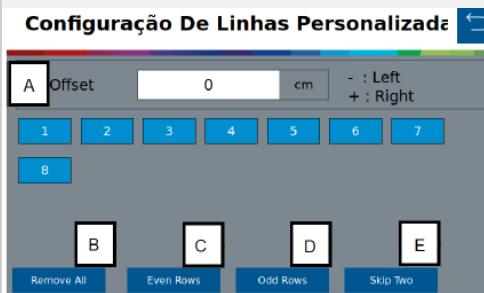 Configuração De Linhas Personalizada
A Offset 0 cm - : Left
+ : Right
1 2 3 4 5 6 7
8
B C D E
Remove All Even Rows Odd Rows Skip Two